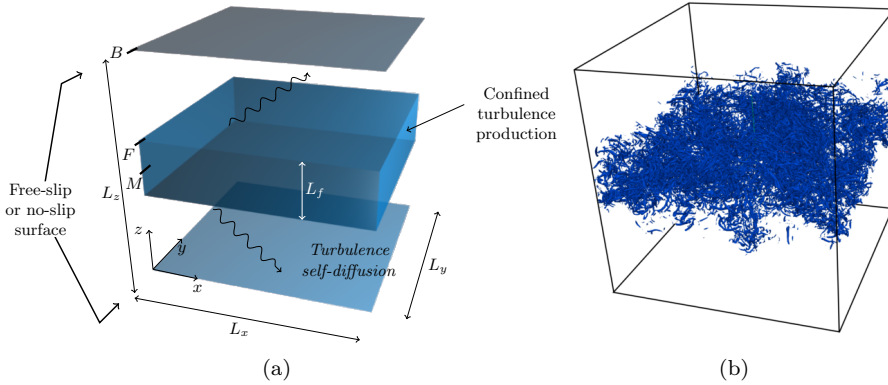 B
Confined
turbulence
production
F
M
L_z
L_f
Free-slip
or no-slip
surface
z
y
x
Turbulence
self-diffusion
L_y
L_x
(a)
(b)